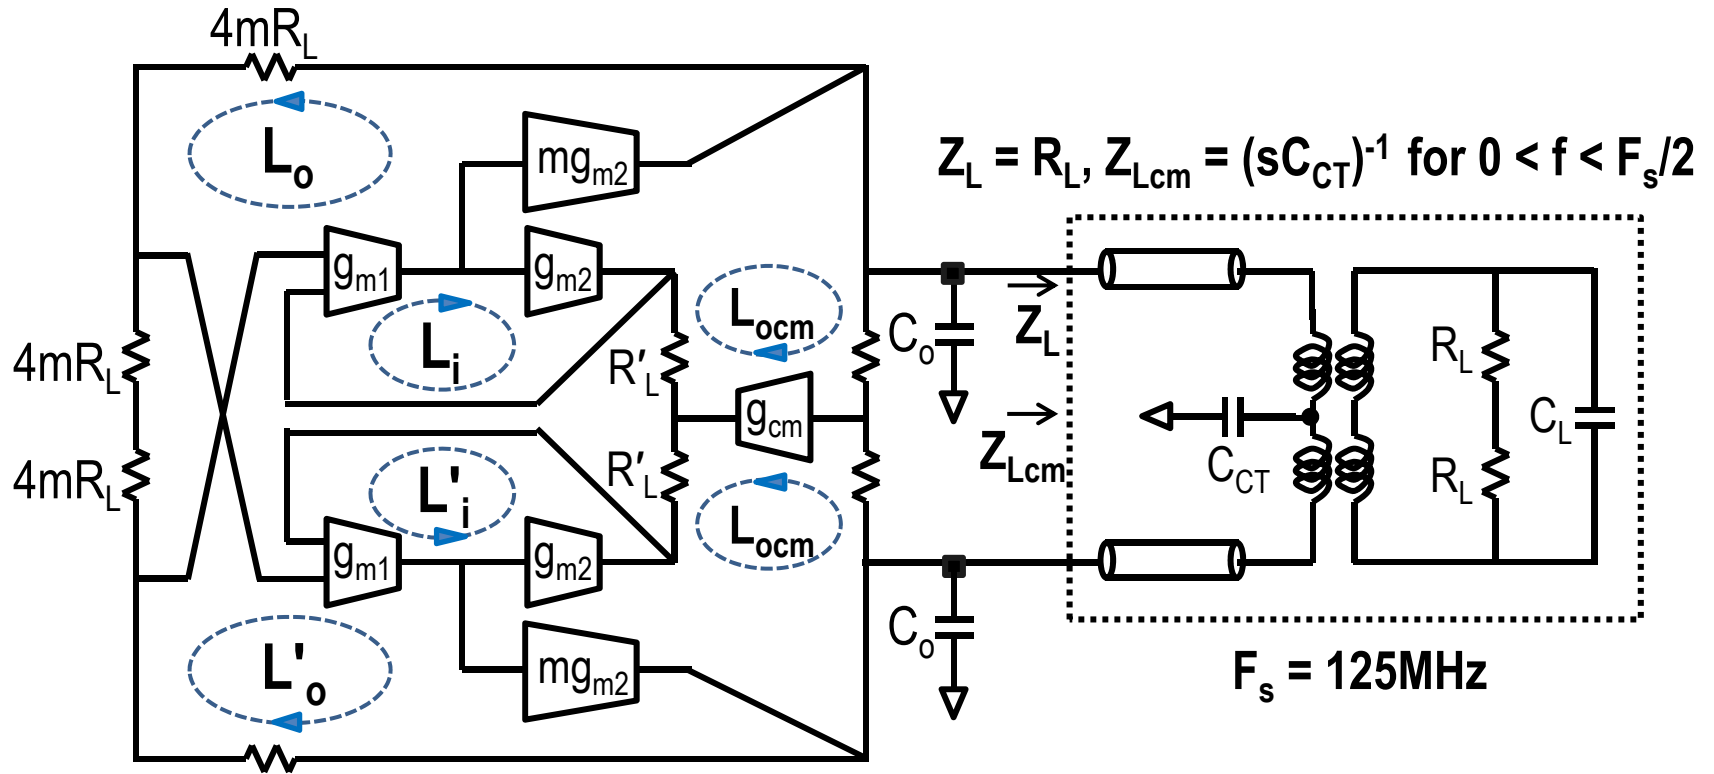 4mR_L
L_o
mg_m2
Z_L = R_L, Z_Lcm = (sC_CT)^-1 for 0 < f < F_s/2
g_m1
g_m2
L_i
L_ocm
C_o
Z_L
4mR_L
R'_L
R_L
g_cm
C_L
Z_Lcm
C_CT
4mR_L
R'_L
R_L
L'_i
L_ocm
g_m1
g_m2
C_o
L'_o
mg_m2
F_s = 125MHz